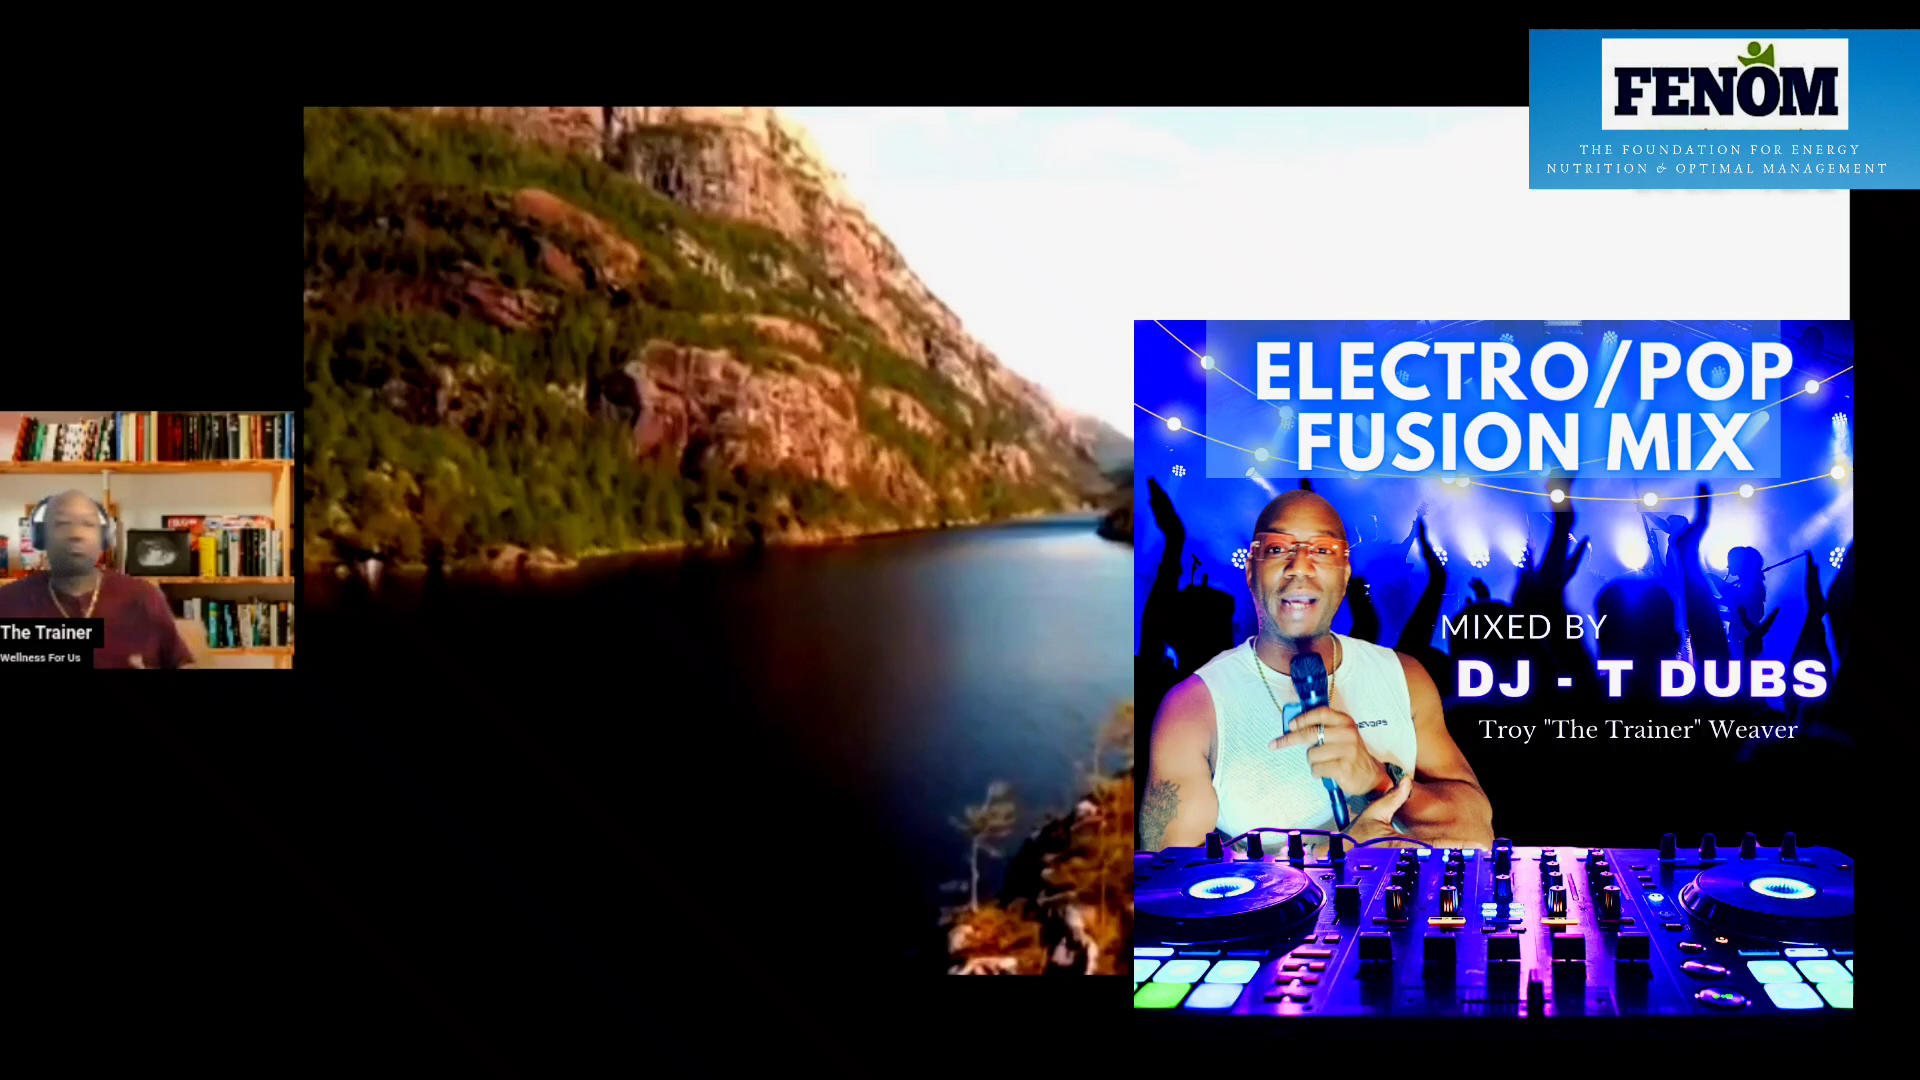 FENOM
THE FOUNDATION FOR ENERGY
NUTRITION & OPTIMAL MANAGEMENT
ELECTRO/POP
FUSION MIX
MIXED BY
DJ - T DUBS
Troy "The Trainer" Weaver
The Trainer
Wellness For Us